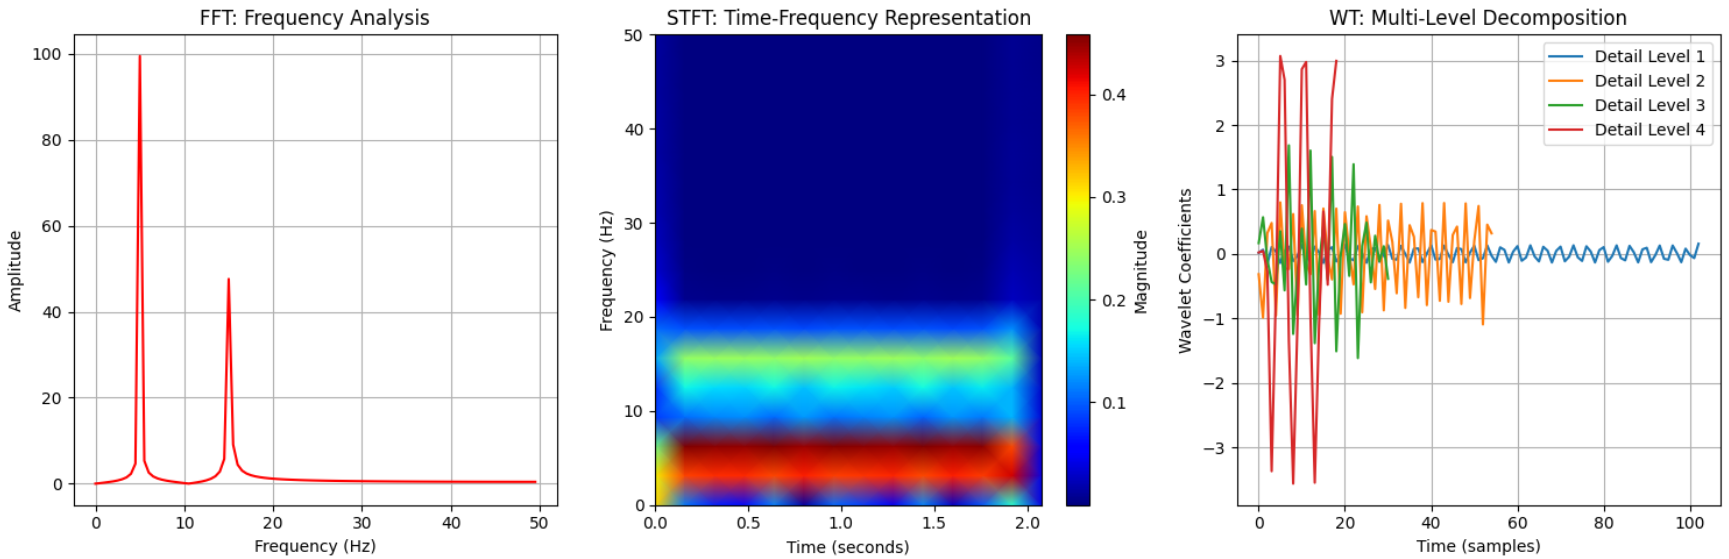 FFT: Frequency Analysis
100
80
60
40
20
0
Amplitude
0 10 20 30 40 50
Frequency (Hz)
STFT: Time-Frequency Representation
50
40
30
20
10
0
Frequency (Hz)
0.0 0.5 1.0 1.5 2.0
Time (seconds)
0.4
0.3
0.2
0.1
Magnitude
WT: Multi-Level Decomposition
3
2
1
0
−1
−2
−3
Wavelet Coefficients
Detail Level 1
Detail Level 2
Detail Level 3
Detail Level 4
0 20 40 60 80 100
Time (samples)